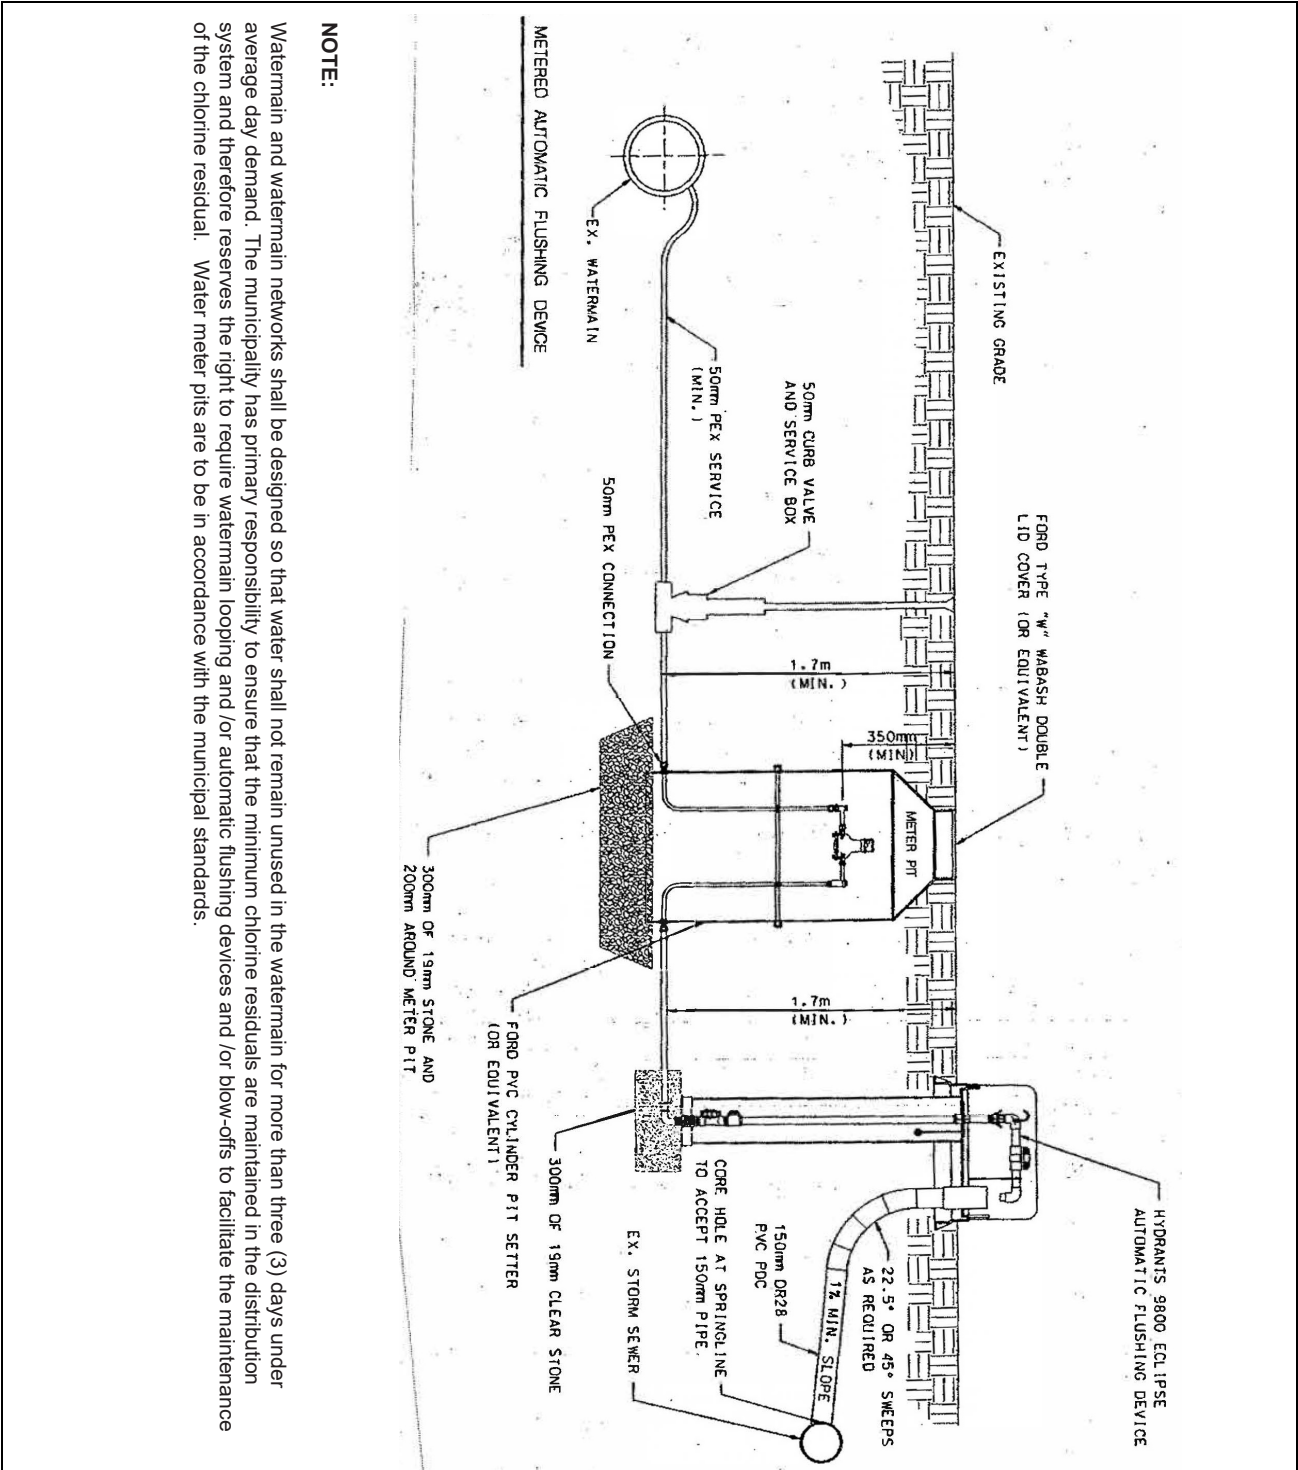 EXISTING GRADE
FORD TYPE "W" WABASH DOUBLE
LID COVER (OR EQUIVALENT)
HYDRANTS 9800 ECLIPSE
AUTOMATIC FLUSHING DEVICE
50mm CURB VALVE
AND SERVICE BOX
50mm PEX SERVICE
(MIN.)
EX. WATERMAIN
50mm PEX CONNECTION
1.7m
(MIN.)
350mm
(MIN)
METER PIT
1.7m
(MIN.)
22.5° OR 45° SWEEPS
AS REQUIRED
1% MIN. SLOPE
150mm DR28
PVC PDC
CORE HOLE AT SPRINGLINE
TO ACCEPT 150mm PIPE.
EX. STORM SEWER
300mm OF 19mm CLEAR STONE
FORD PVC CYLINDER PIT SETTER
(OR EQUIVALENT)
300mm OF 19mm STONE AND
200mm AROUND METER PIT
METERED AUTOMATIC FLUSHING DEVICE
NOTE:
Watermain and watermain networks shall be designed so that water shall not remain unused in the watermain for more than three (3) days under
average day demand. The municipality has primary responsibility to ensure that the minimum chlorine residuals are maintained in the distribution
system and therefore reserves the right to require watermain looping and /or automatic flushing devices and /or blow-offs to facilitate the maintenance
of the chlorine residual. Water meter pits are to be in accordance with the municipal standards.